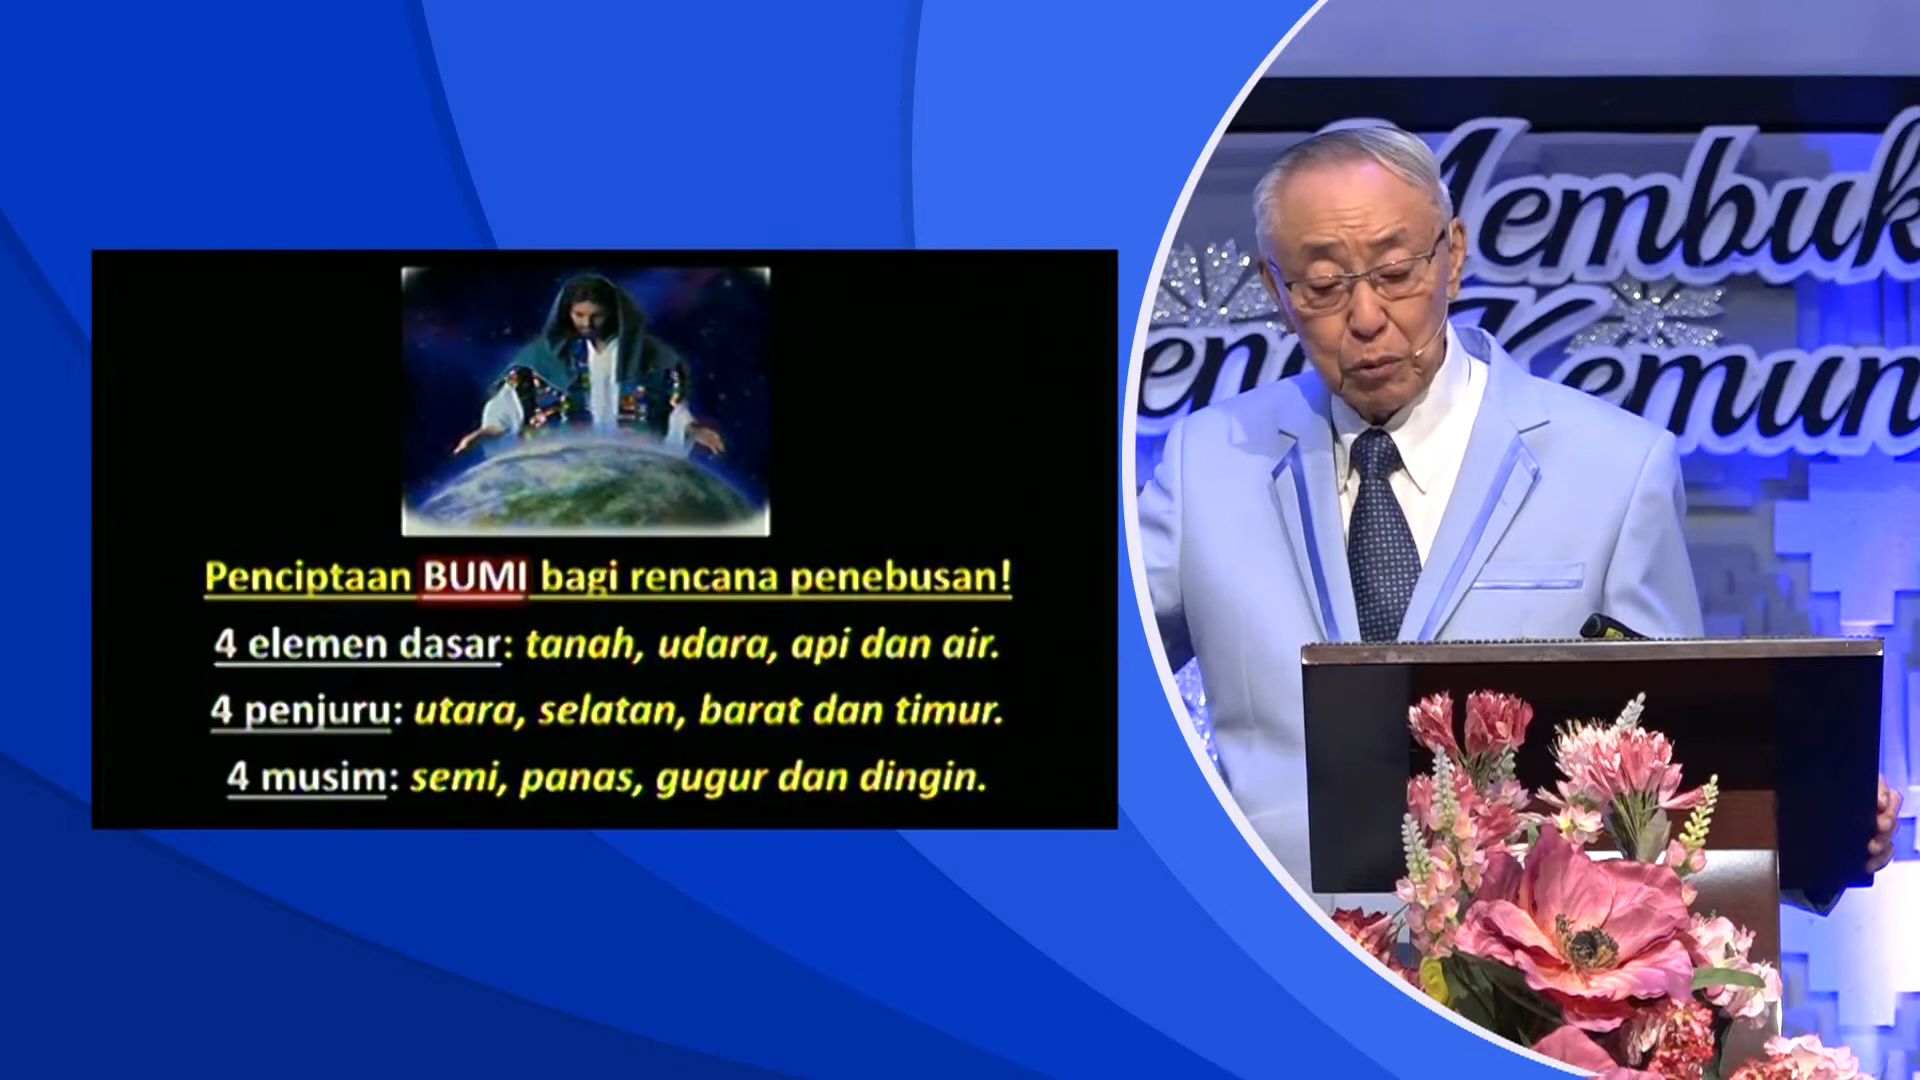 Penciptaan BUMI bagi rencana penebusan!
4 elemen dasar: tanah, udara, api dan air.
4 penjuru: utara, selatan, barat dan timur.
4 musim: semi, panas, gugur dan dingin.